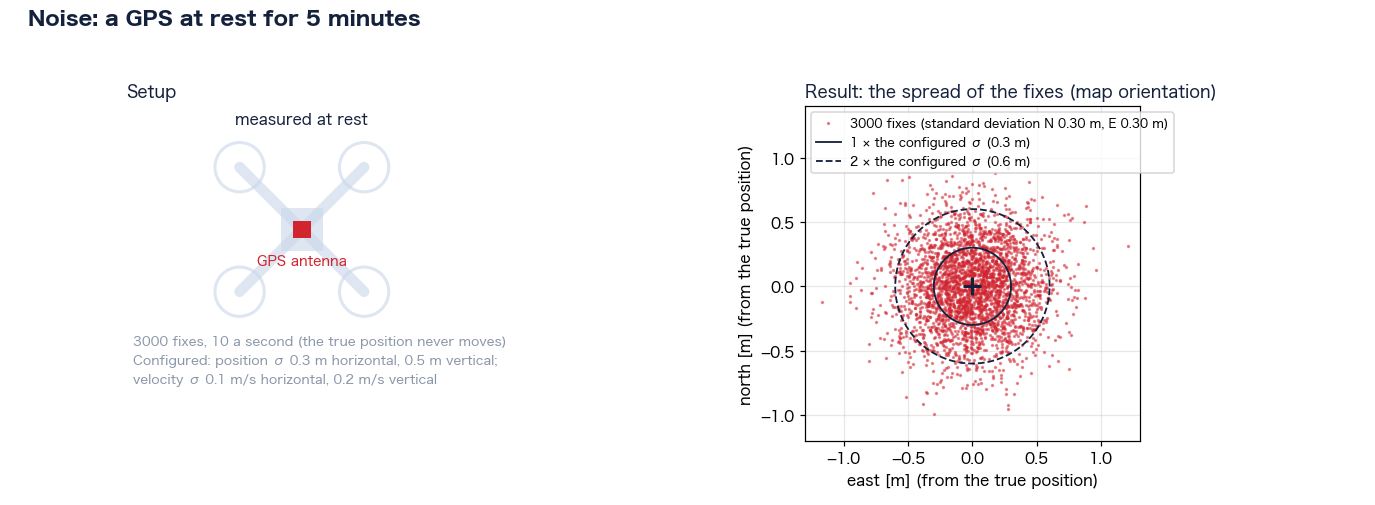 Noise: a GPS at rest for 5 minutes
Setup
measured at rest
GPS antenna
3000 fixes, 10 a second (the true position never moves)
Configured: position σ 0.3 m horizontal, 0.5 m vertical;
velocity σ 0.1 m/s horizontal, 0.2 m/s vertical
Result: the spread of the fixes (map orientation)
3000 fixes (standard deviation N 0.30 m, E 0.30 m)
1 × the configured σ (0.3 m)
2 × the configured σ (0.6 m)
north [m] (from the true position)
1.0
0.5
0.0
−0.5
−1.0
−1.0 −0.5 0.0 0.5 1.0
east [m] (from the true position)